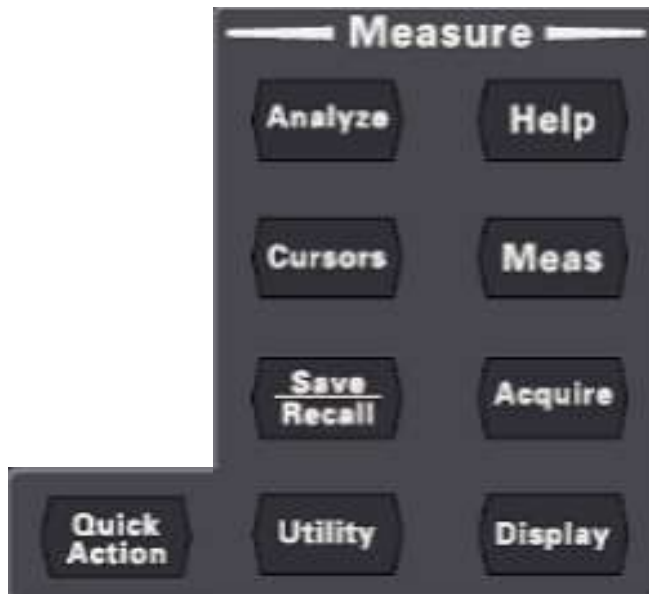 Measure
Analyze
Help
Cursors
Meas
Save
Recall
Acquire
Quick
Action
Utility
Display